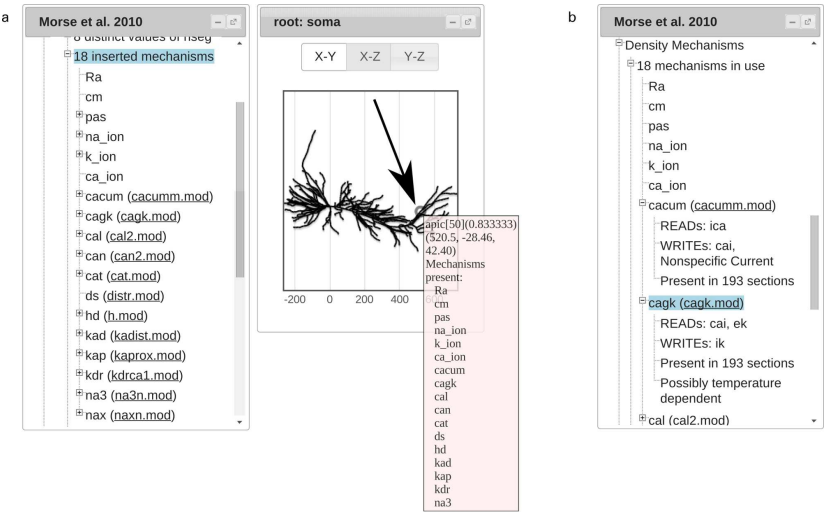 a
Morse et al. 2010
8 distinct values of nseg
18 inserted mechanisms
Ra
cm
pas
na_ion
k_ion
ca_ion
cacum (cacumm.mod)
cagk (cagk.mod)
cal (cal2.mod)
can (can2.mod)
cat (cat.mod)
ds (distr.mod)
hd (h.mod)
kad (kadist.mod)
kap (kaprox.mod)
kdr (kdrca1.mod)
na3 (na3n.mod)
nax (naxn.mod)
root: soma
X-Y X-Z Y-Z
-200 0 200 400 600
apic[50](0.833333)
(520.5, -28.46,
42.40)
Mechanisms
present:
Ra
cm
pas
na_ion
k_ion
ca_ion
cacum
cagk
cal
can
cat
ds
hd
kad
kap
kdr
na3
b
Morse et al. 2010
Density Mechanisms
18 mechanisms in use
Ra
cm
pas
na_ion
k_ion
ca_ion
cacum (cacumm.mod)
READs: ica
WRITEs: cai,
Nonspecific Current
Present in 193 sections
cagk (cagk.mod)
READs: cai, ek
WRITEs: ik
Present in 193 sections
Possibly temperature
dependent
cal (cal2.mod)